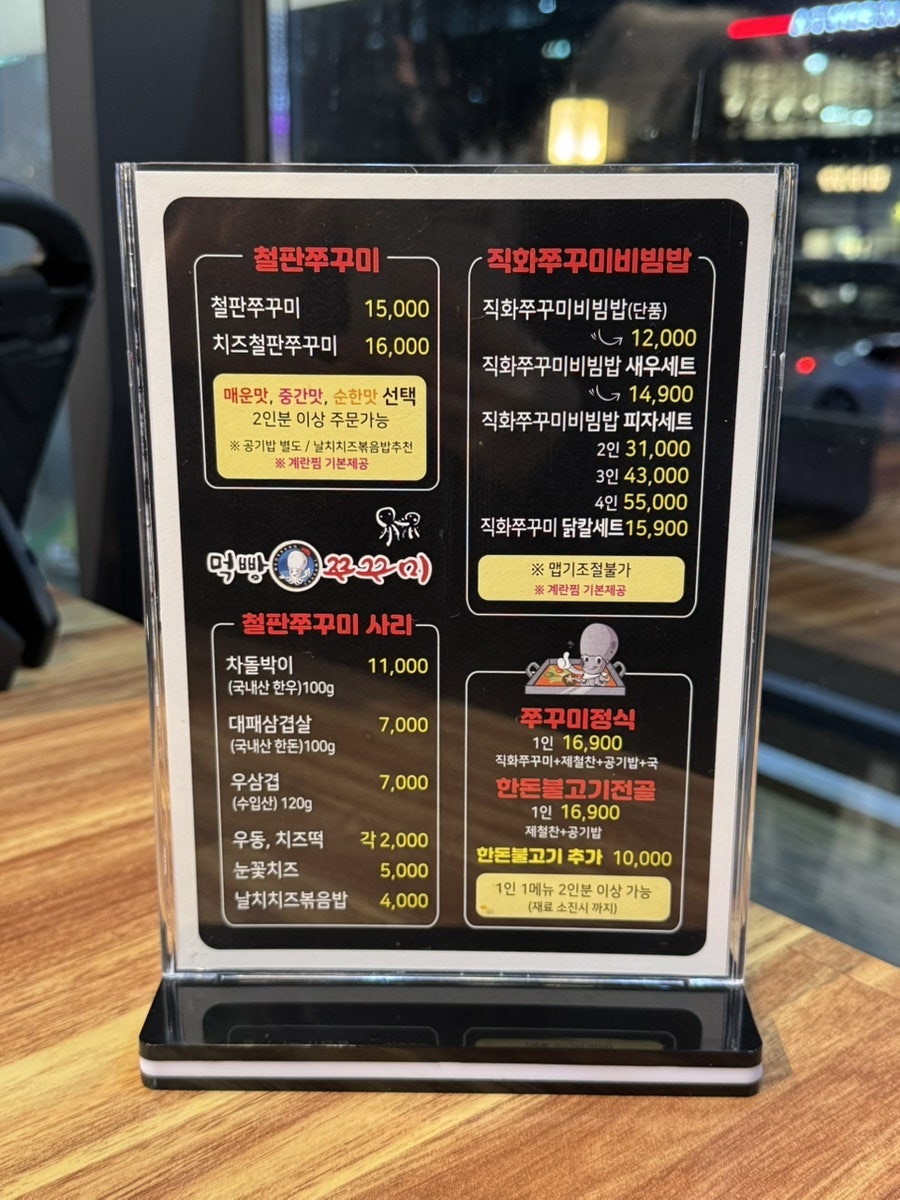 철판쭈꾸미
철판쭈꾸미 15,000
치즈철판쭈꾸미 16,000
매운맛, 중간맛, 순한맛 선택
2인분 이상 주문가능
※ 공기밥 별도 / 날치치즈볶음밥추천
※ 계란찜 기본제공
먹빵 쭈꾸미
철판쭈꾸미 사리
차돌박이 11,000
(국내산 한우)100g
대패삼겹살 7,000
(국내산 한돈)100g
우삼겹 7,000
(수입산) 120g
우동, 치즈떡 각 2,000
눈꽃치즈 5,000
날치치즈볶음밥 4,000
직화쭈꾸미비빔밥
직화쭈꾸미비빔밥(단품)
12,000
직화쭈꾸미비빔밥 새우세트
14,900
직화쭈꾸미비빔밥 피자세트
2인 31,000
3인 43,000
4인 55,000
직화쭈꾸미 닭칼세트 15,900
※ 맵기조절불가
※ 계란찜 기본제공
쭈꾸미정식
1인 16,900
직화쭈꾸미+제철찬+공기밥+국
한돈불고기전골
1인 16,900
제철찬+공기밥
한돈불고기 추가 10,000
1인 1메뉴 2인분 이상 가능
(재료 소진시 까지)